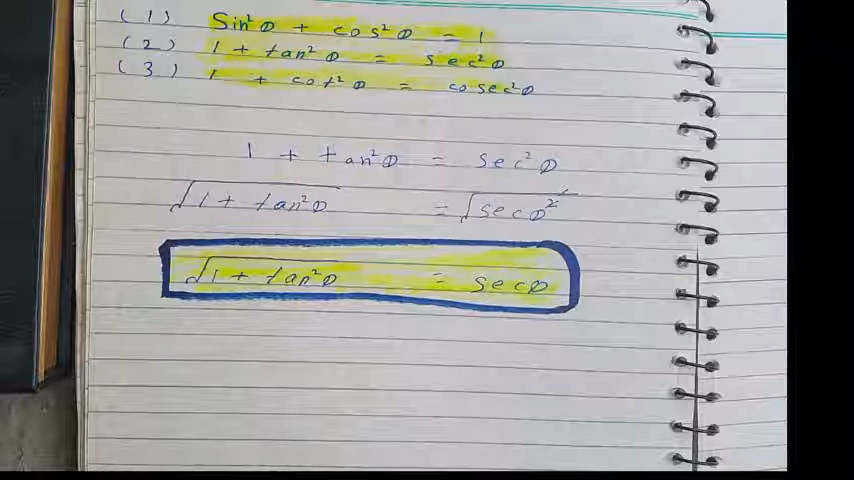 (1) Sin²θ + cos²θ = 1
(2) 1 + tan²θ = sec²θ
(3) 1 + cot²θ = cosec²θ
1 + tan²θ = sec²θ
√1 + tan²θ = √secθ²
√1 + tan²θ = secθ